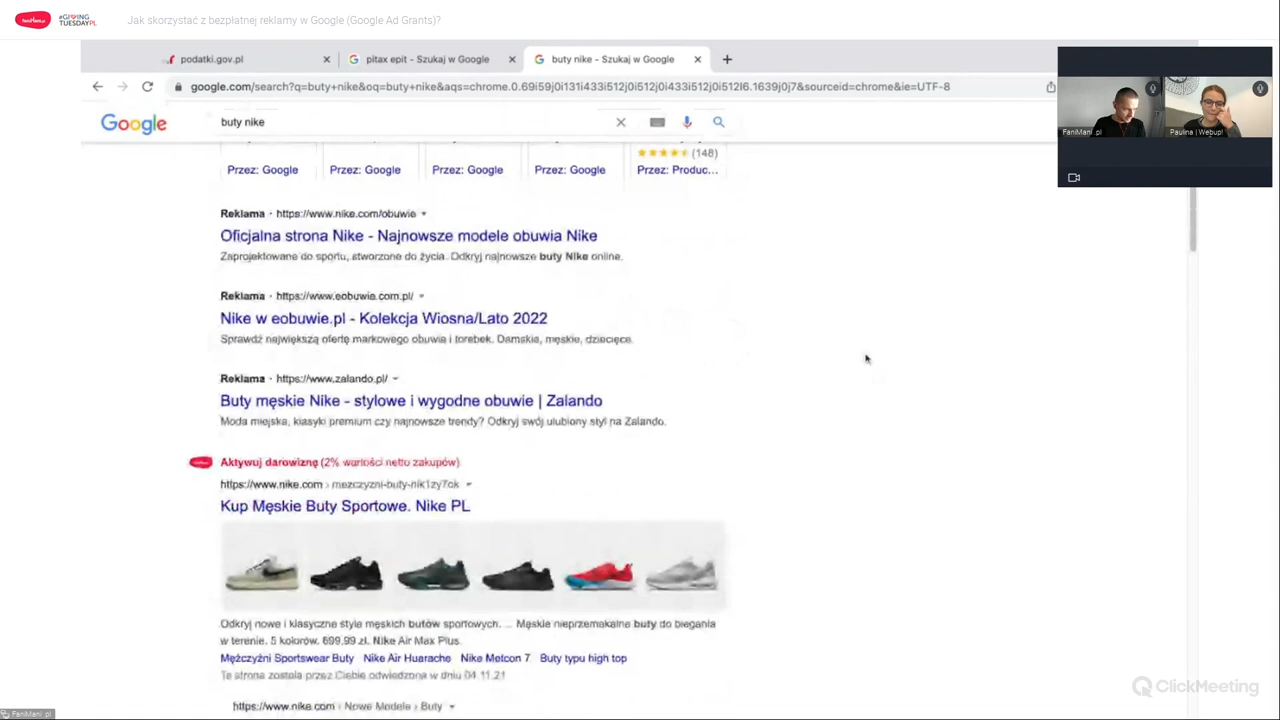 FaniMani.pl
#GIVING
TUESDAYPL
Jak skorzystać z bezpłatnej reklamy w Google (Google Ad Grants)?
podatki.gov.pl
pitax epit - Szukaj w Google
buty nike - Szukaj w Google
google.com/search?q=buty+nike&oq=buty+nike&aqs=chrome.0.69i59j0i131i433i512j0i512j0i433i512j0i512l6.1639j0j7&sourceid=chrome&ie=UTF-8
Google
buty nike
FaniMani .pl
Paulina | Webup!
(148)
Przez: Google
Przez: Google
Przez: Google
Przez: Google
Przez: Produc...
Reklama · https://www.nike.com/obuwie
Oficjalna strona Nike - Najnowsze modele obuwia Nike
Zaprojektowane do sportu, stworzone do życia. Odkryj najnowsze buty Nike online.
Reklama · https://www.eobuwie.com.pl/
Nike w eobuwie.pl - Kolekcja Wiosna/Lato 2022
Sprawdź największą ofertę markowego obuwia i torebek. Damskie, męskie, dziecięce.
Reklama · https://www.zalando.pl/
Buty męskie Nike - stylowe i wygodne obuwie | Zalando
Moda miejska, klasyki premium czy najnowsze trendy? Odkryj swój ulubiony styl na Zalando.
Aktywuj darowiznę (2% wartości netto zakupów)
https://www.nike.com › mezczyzni-buty-nik1zy7ok
Kup Męskie Buty Sportowe. Nike PL
Odkryj nowe i klasyczne style męskich butów sportowych. ... Męskie nieprzemakalne buty do biegania
w terenie. 5 kolorów. 699,99 zł. Nike Air Max Plus.
Mężczyźni Sportswear Buty Nike Air Huarache Nike Metcon 7 Buty typu high top
Ta strona została przez Ciebie odwiedzona w dniu 04.11.21
https://www.nike.com › Nowe Modele › Buty
ClickMeeting
FaniMani .pl